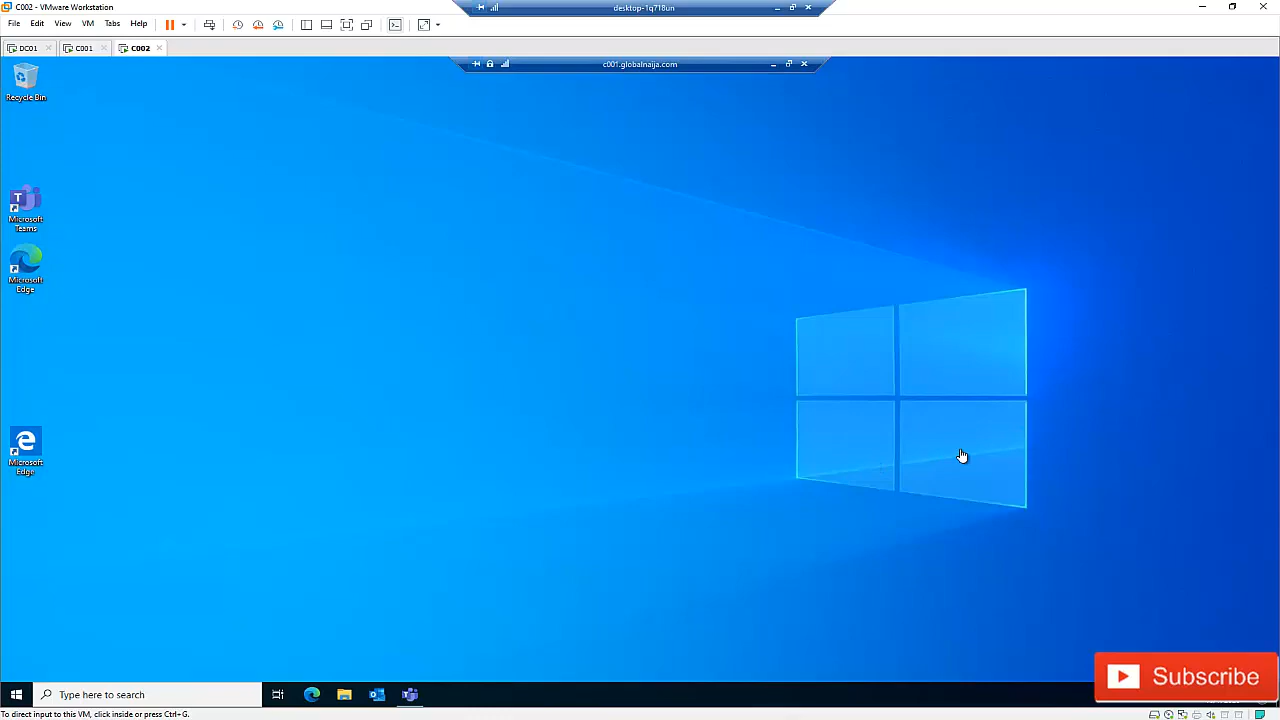 C002 - VMware Workstation
desktop-1q718un
File Edit View VM Tabs Help
DC01
C001
C002
c001.globalnaija.com
Recycle Bin
Microsoft
Teams
Microsoft
Edge
Microsoft
Edge
Type here to search
Subscribe
To direct input to this VM, click inside or press Ctrl+G.